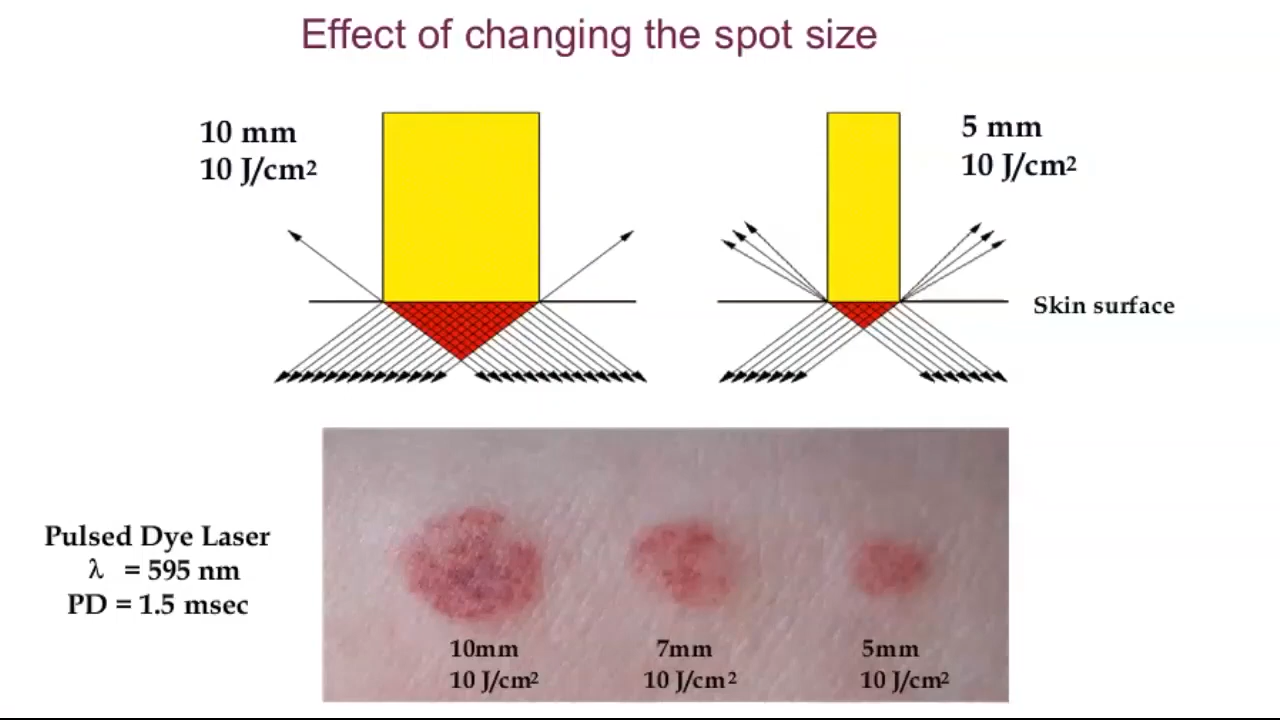 Effect of changing the spot size
10 mm
10 J/cm²
5 mm
10 J/cm²
Skin surface
Pulsed Dye Laser
λ = 595 nm
PD = 1.5 msec
10mm
10 J/cm²
7mm
10 J/cm²
5mm
10 J/cm²